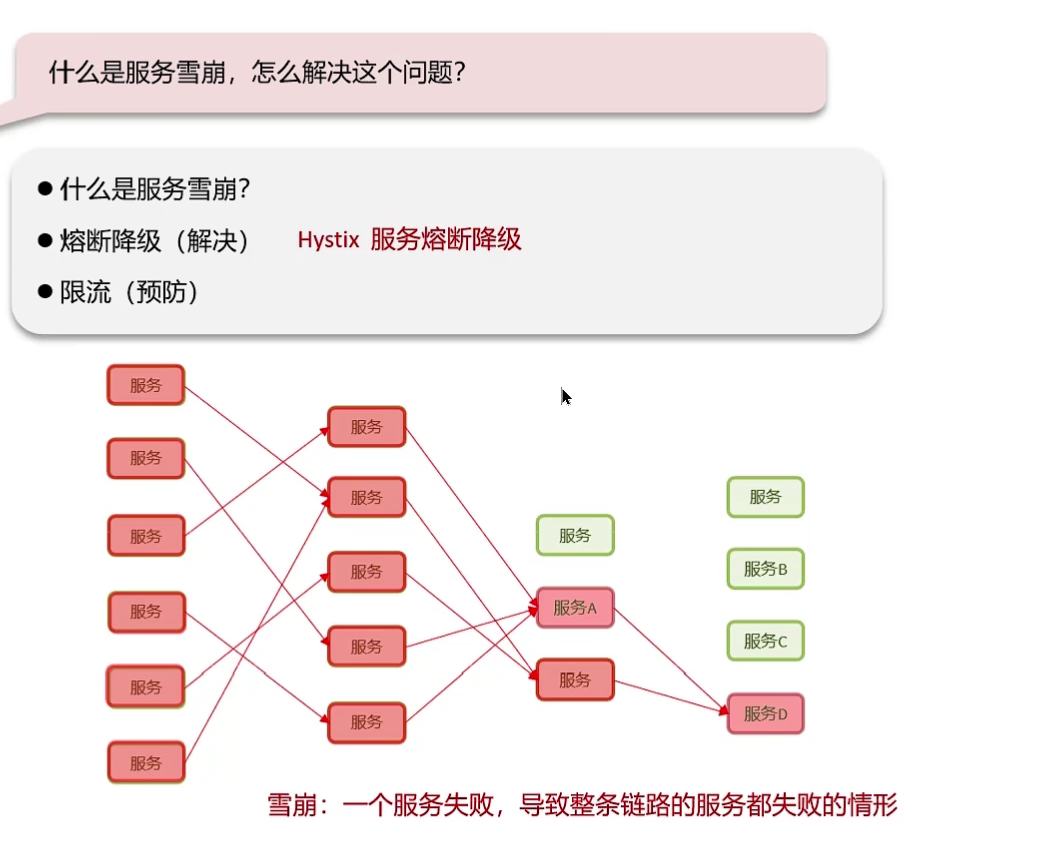 什么是服务雪崩，怎么解决这个问题？
什么是服务雪崩？
熔断降级（解决） Hystix 服务熔断降级
限流（预防）
服务
服务
服务
服务
服务
服务
服务
服务
服务
服务
服务
服务
服务A
服务
服务
服务B
服务C
服务D
雪崩：一个服务失败，导致整条链路的服务都失败的情形